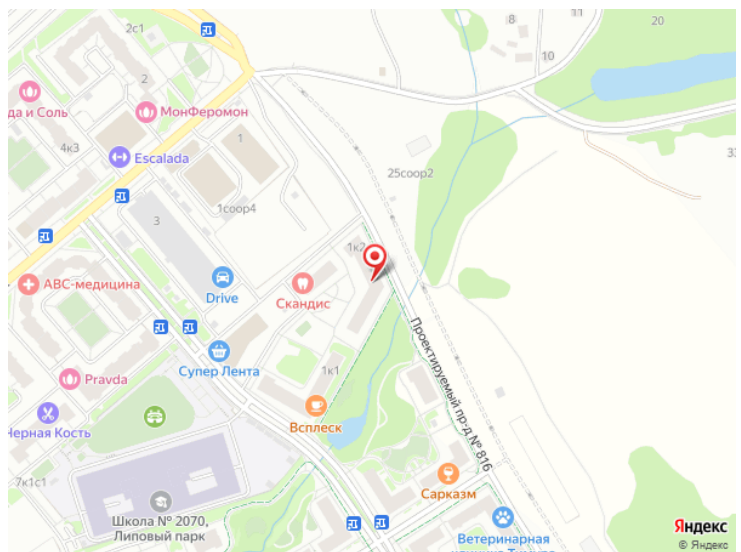 2с1
8
11
20
10
2
да и Соль
МонФеромон
4к3
Escalada
1
33
25соор2
1соор4
3
1к2
АВС-медицина
Drive
Скандис
Проектируемый пр-д № 816
Супер Лента
1к1
Pravda
Черная Кость
Всплеск
7к1с1
Сарказм
Школа № 2070,
Липовый парк
Ветеринарная
Яндекс
© Яндекс